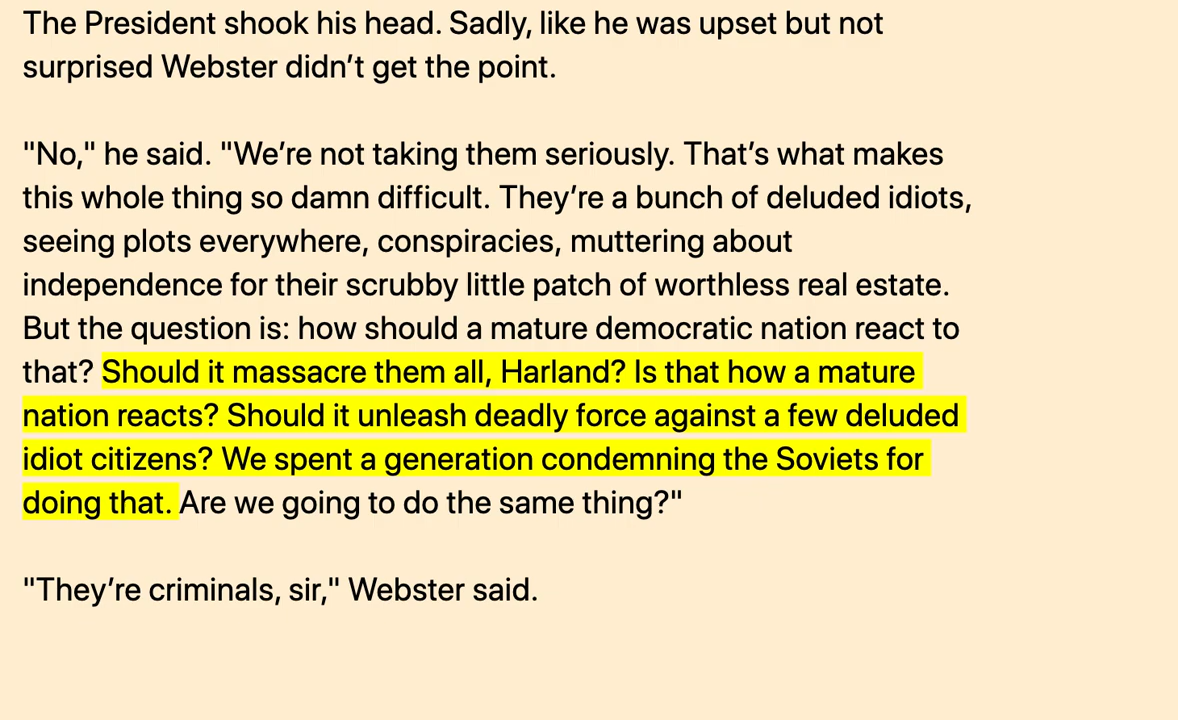 The President shook his head. Sadly, like he was upset but not
surprised Webster didn’t get the point.
"No," he said. "We’re not taking them seriously. That’s what makes
this whole thing so damn difficult. They’re a bunch of deluded idiots,
seeing plots everywhere, conspiracies, muttering about
independence for their scrubby little patch of worthless real estate.
But the question is: how should a mature democratic nation react to
that? Should it massacre them all, Harland? Is that how a mature
nation reacts? Should it unleash deadly force against a few deluded
idiot citizens? We spent a generation condemning the Soviets for
doing that. Are we going to do the same thing?"
"They’re criminals, sir," Webster said.